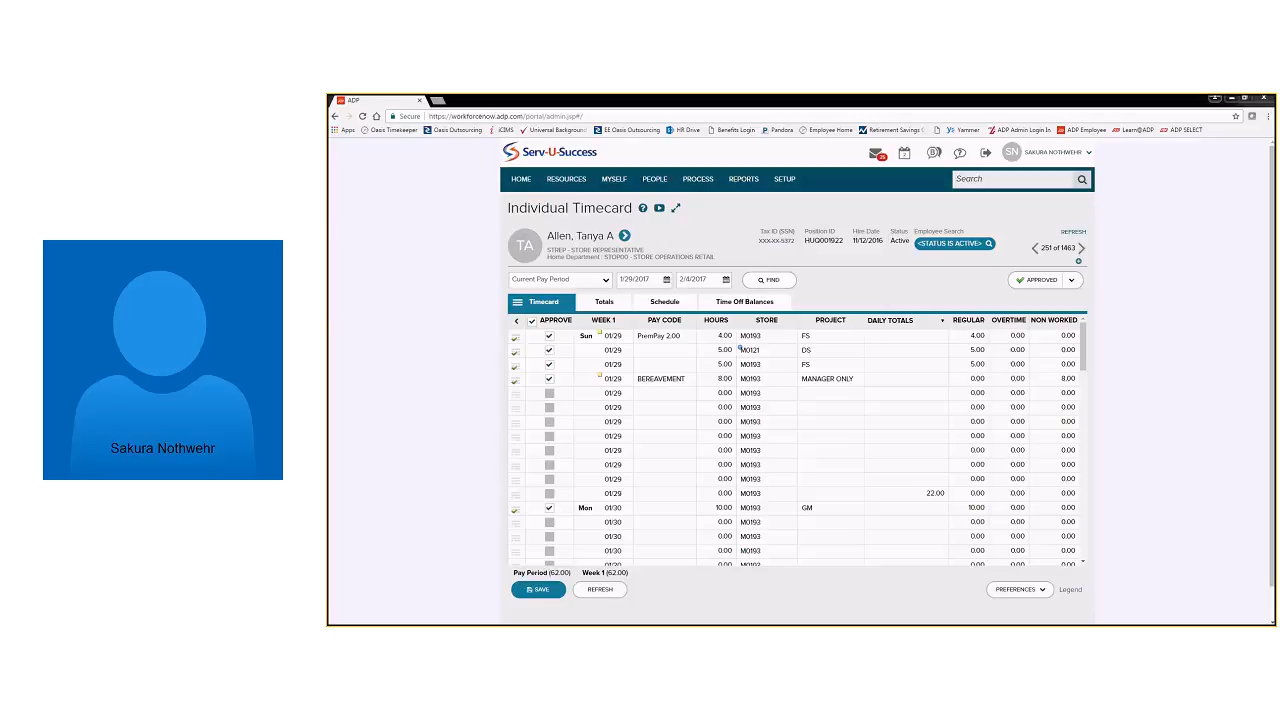 Sakura Nothwehr
ADP
Secure https://workforcenow.adp.com/portal/admin.jsp#/
Apps Oasis Timekeeper Oasis Outsourcing iCIMS Universal Background EE Oasis Outsourcing HR Drive Benefits Login Pandora Employee Home Retirement Savings Yammer ADP Admin Login In ADP Employee Learn@ADP ADP SELECT
Serv-U-Success
SN SAKURA NOTHWEHR
HOME RESOURCES MYSELF PEOPLE PROCESS REPORTS SETUP Search
Individual Timecard
TA
Allen, Tanya A
STREP - STORE REPRESENTATIVE
Home Department : STOP00 - STORE OPERATIONS RETAIL
Tax ID (SSN) Position ID Hire Date Status Employee Search REFRESH
XXX-XX-5372 HUQ001922 11/12/2016 Active <STATUS IS ACTIVE> 251 of 1463
Current Pay Period 1/29/2017 2/4/2017 FIND APPROVED
Timecard Totals Schedule Time Off Balances
APPROVE WEEK 1 PAY CODE HOURS STORE PROJECT DAILY TOTALS REGULAR OVERTIME NON WORKED
Sun 01/29 PremPay 2.00 4.00 M0193 FS 4.00 0.00 0.00
01/29 5.00 M0121 DS 5.00 0.00 0.00
01/29 5.00 M0193 FS 5.00 0.00 0.00
01/29 BEREAVEMENT 8.00 M0193 MANAGER ONLY 0.00 0.00 8.00
01/29 0.00 M0193 0.00 0.00 0.00
01/29 0.00 M0193 0.00 0.00 0.00
01/29 0.00 M0193 0.00 0.00 0.00
01/29 0.00 M0193 0.00 0.00 0.00
01/29 0.00 M0193 0.00 0.00 0.00
01/29 0.00 M0193 0.00 0.00 0.00
01/29 0.00 M0193 0.00 0.00 0.00
01/29 0.00 M0193 22.00 0.00 0.00 0.00
Mon 01/30 10.00 M0193 GM 10.00 0.00 0.00
01/30 0.00 M0193 0.00 0.00 0.00
01/30 0.00 M0193 0.00 0.00 0.00
01/30 0.00 M0193 0.00 0.00 0.00
01/30 0.00 M0193 0.00 0.00 0.00
Pay Period (62.00) Week 1 (62.00)
SAVE REFRESH PREFERENCES Legend